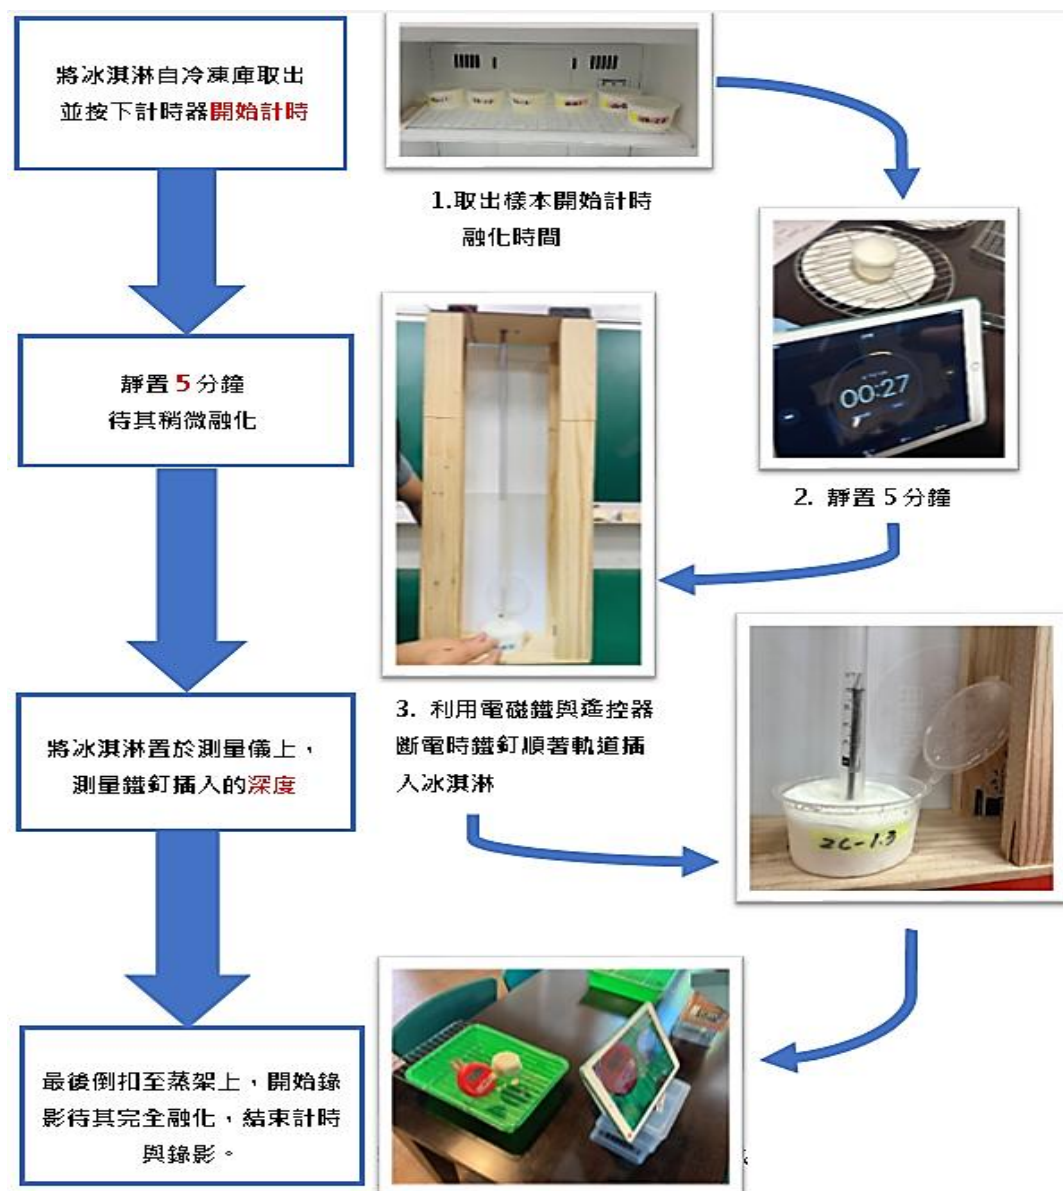 將冰淇淋自冷凍庫取出
並按下計時器開始計時
1.取出樣本開始計時
融化時間
靜置 5 分鐘
待其稍微融化
00:27
2. 靜置 5 分鐘
將冰淇淋置於測量儀上，
測量鐵釘插入的深度
3. 利用電磁鐵與遙控器
斷電時鐵釘順著軌道插
入冰淇淋
ZC-1.3
最後倒扣至蒸架上，開始錄
影待其完全融化，結束計時
與錄影。